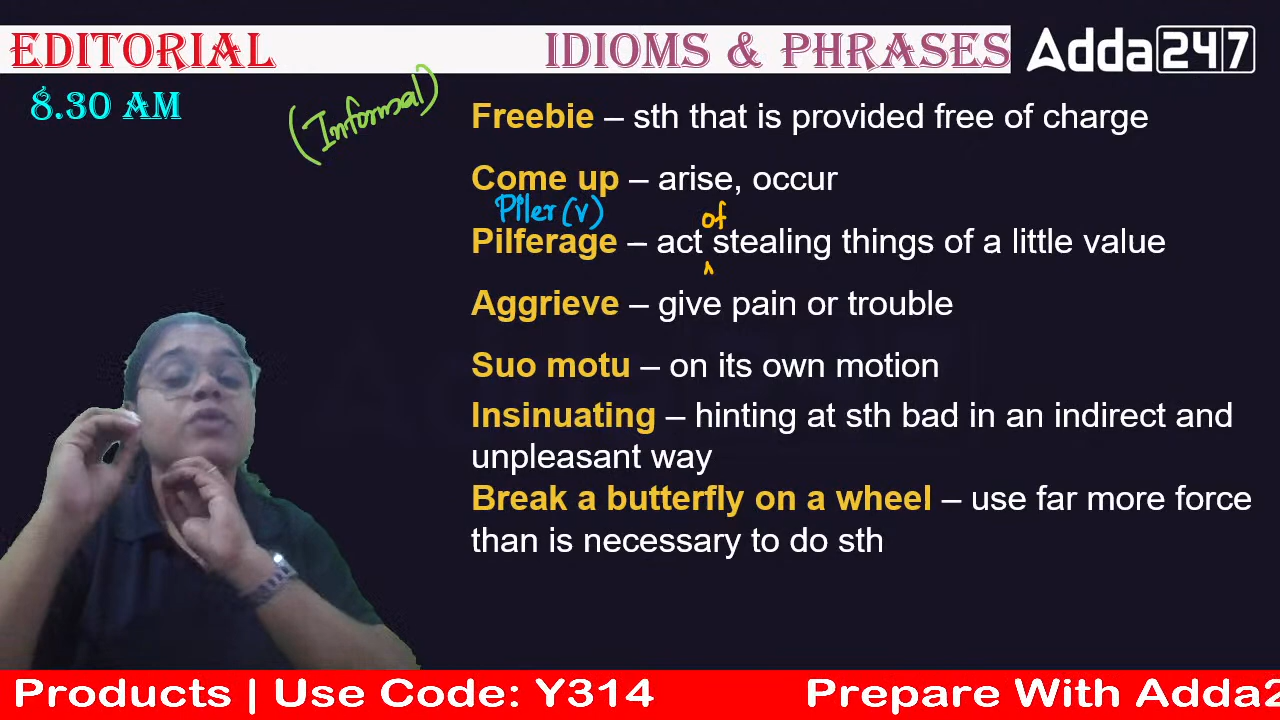 EDITORIAL IDIOMS & PHRASES Adda247
8.30 AM
(Informal)
Freebie – sth that is provided free of charge
Come up – arise, occur
Piler (v)
of
Pilferage – act stealing things of a little value
Aggrieve – give pain or trouble
Suo motu – on its own motion
Insinuating – hinting at sth bad in an indirect and
unpleasant way
Break a butterfly on a wheel – use far more force
than is necessary to do sth
Products | Use Code: Y314 Prepare With Adda2